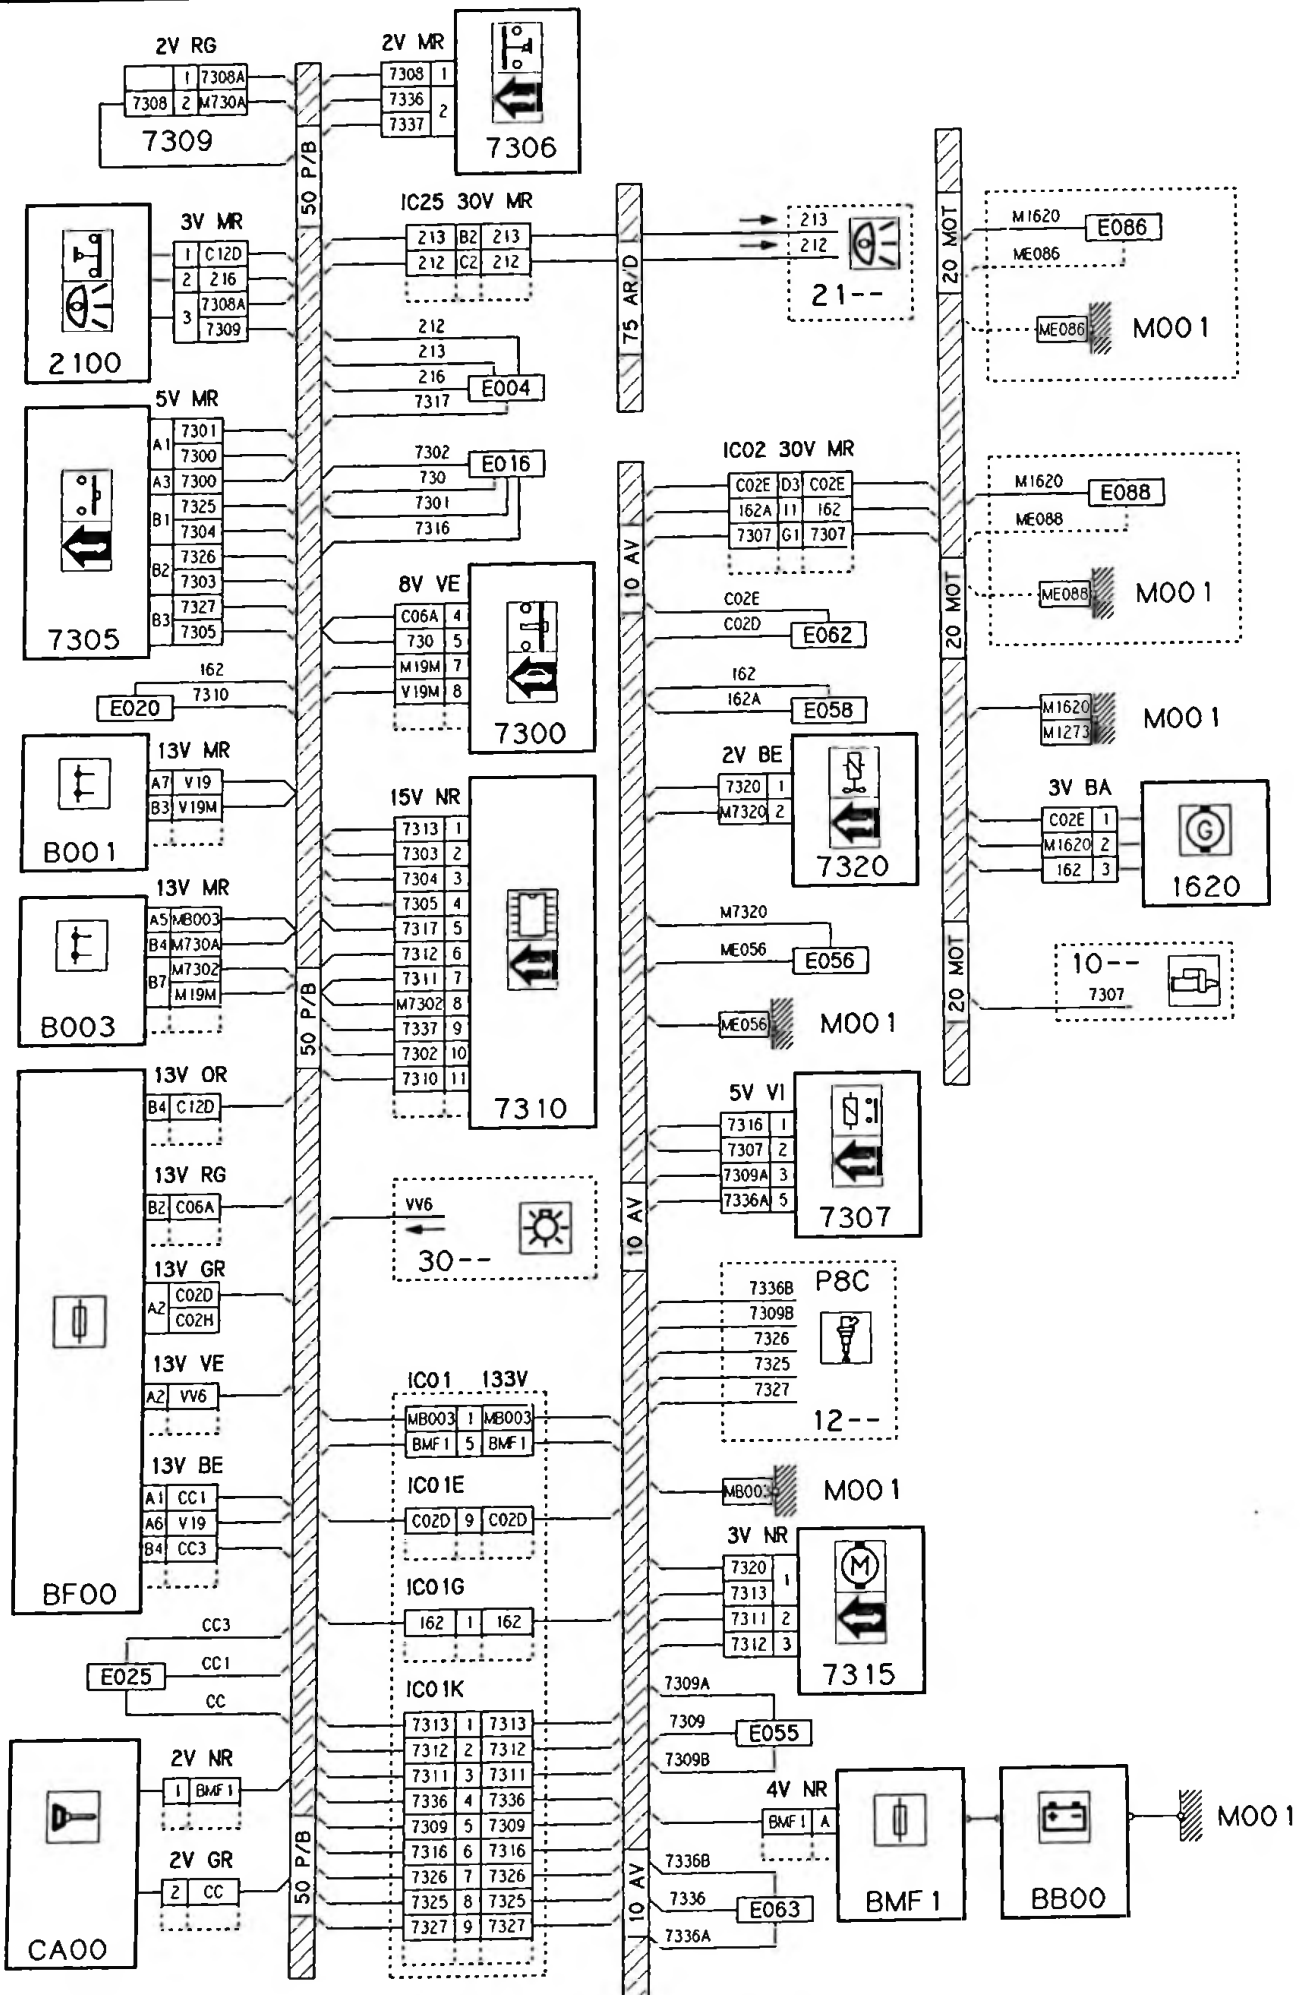 2V RG
1 7308A
7308 2 M730A
7309
50 P/B
2V MR
7308 1
7336
7337 2
7306
3V MR
1 C12D
2 216
7308A
3
7309
2100
IC25 30V MR
213 B2 213
212 C2 212
75 AR/D
213
212
21--
20 MOT
M1620 E086
ME086
ME086 M001
212
213
216 E004
7317
5V MR
A1 7301
7300
A3 7300
B1 7325
7304
B2 7326
7303
B3 7327
7305
7305
7302 E016
730
7301
7316
IC02 30V MR
C02E D3 C02E
162A I1 162
7307 G1 7307
10 AV
M1620 E088
ME088
ME088 M001
20 MOT
8V VE
C06A 4
730 5
M19M 7
V19M 8
7300
C02E
C02D E062
162
162A E058
162
7310
E020
M1620
M1273 M001
13V MR
A7 V19
B3 V19M
B001
2V BE
7320 1
M7320 2
7320
3V BA
C02E 1
M1620 2
162 3
1620
15V NR
7313 1
7303 2
7304 3
7305 4
7317 5
7312 6
7311 7
M7302 8
7337 9
7302 10
7310 11
7310
13V MR
A5 MB003
B4 M730A
B7 M7302
M19M
B003
50 P/B
M7320
ME056 E056
ME056 M001
20 MOT
10--
7307
13V OR
B4 C12D
13V RG
B2 C06A
13V GR
A2 C02D
C02H
13V VE
A2 VV6
13V BE
A1 CC1
A6 V19
B4 CC3
BF00
VV6
30--
5V VI
7316 1
7307 2
7309A 3
7336A 5
7307
10 AV
P8C
7336B
7309B
7326
7325
7327
12--
IC01 133V
MB003 1 MB003
BMF1 5 BMF1
IC01E
C02D 9 C02D
IC01G
162 1 162
IC01K
7313 1 7313
7312 2 7312
7311 3 7311
7336 4 7336
7309 5 7309
7316 6 7316
7326 7 7326
7325 8 7325
7327 9 7327
MB003 M001
3V NR
7320
7313 1
7311 2
7312 3
7315
CC3
E025 CC1
CC
7309A
7309 E055
7309B
2V NR
1 BMF1
2V GR
2 CC
CA00
50 P/B
4V NR
BMF1 A
BMF1
BB00
M001
10 AV
7336B
7336 E063
7336A